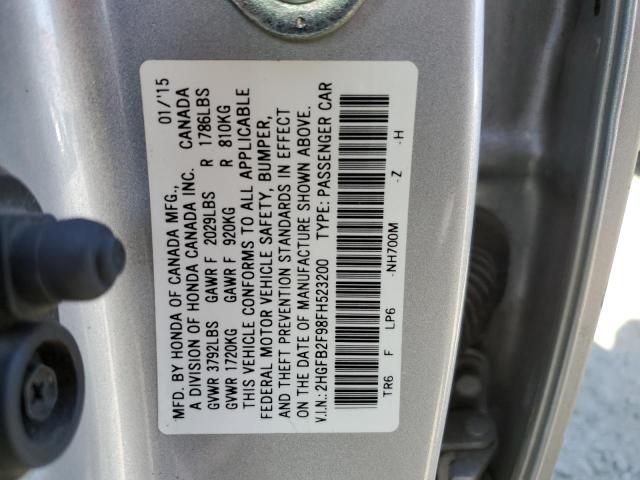 MFD. BY HONDA OF CANADA MFG., 01/'15
A DIVISION OF HONDA CANADA INC. CANADA
GVWR 3792LBS GAWR F 2029LBS R 1786LBS
GVWR 1720KG GAWR F 920KG R 810KG
THIS VEHICLE CONFORMS TO ALL APPLICABLE
FEDERAL MOTOR VEHICLE SAFETY, BUMPER,
AND THEFT PREVENTION STANDARDS IN EFFECT
ON THE DATE OF MANUFACTURE SHOWN ABOVE.
V.I.N.: 2HGFB2F98FH523200 TYPE: PASSENGER CAR
TR6 F LP6 -NH700M -Z -H